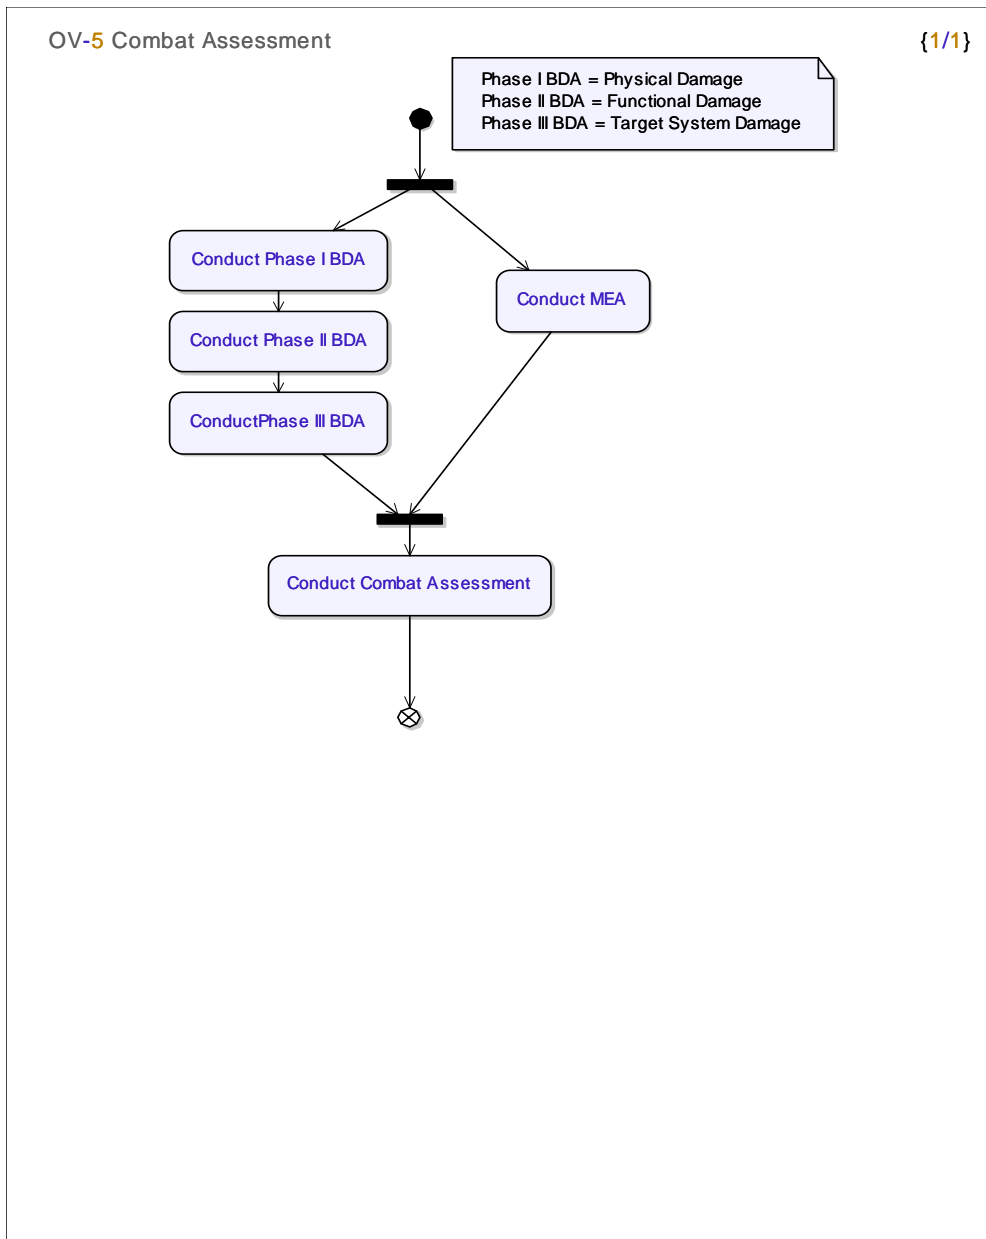 OV-5 Combat Assessment
{1/1}
Phase I BDA = Physical Damage
Phase II BDA = Functional Damage
Phase III BDA = Target System Damage
Conduct Phase I BDA
Conduct MEA
Conduct Phase II BDA
ConductPhase III BDA
Conduct Combat Assessment